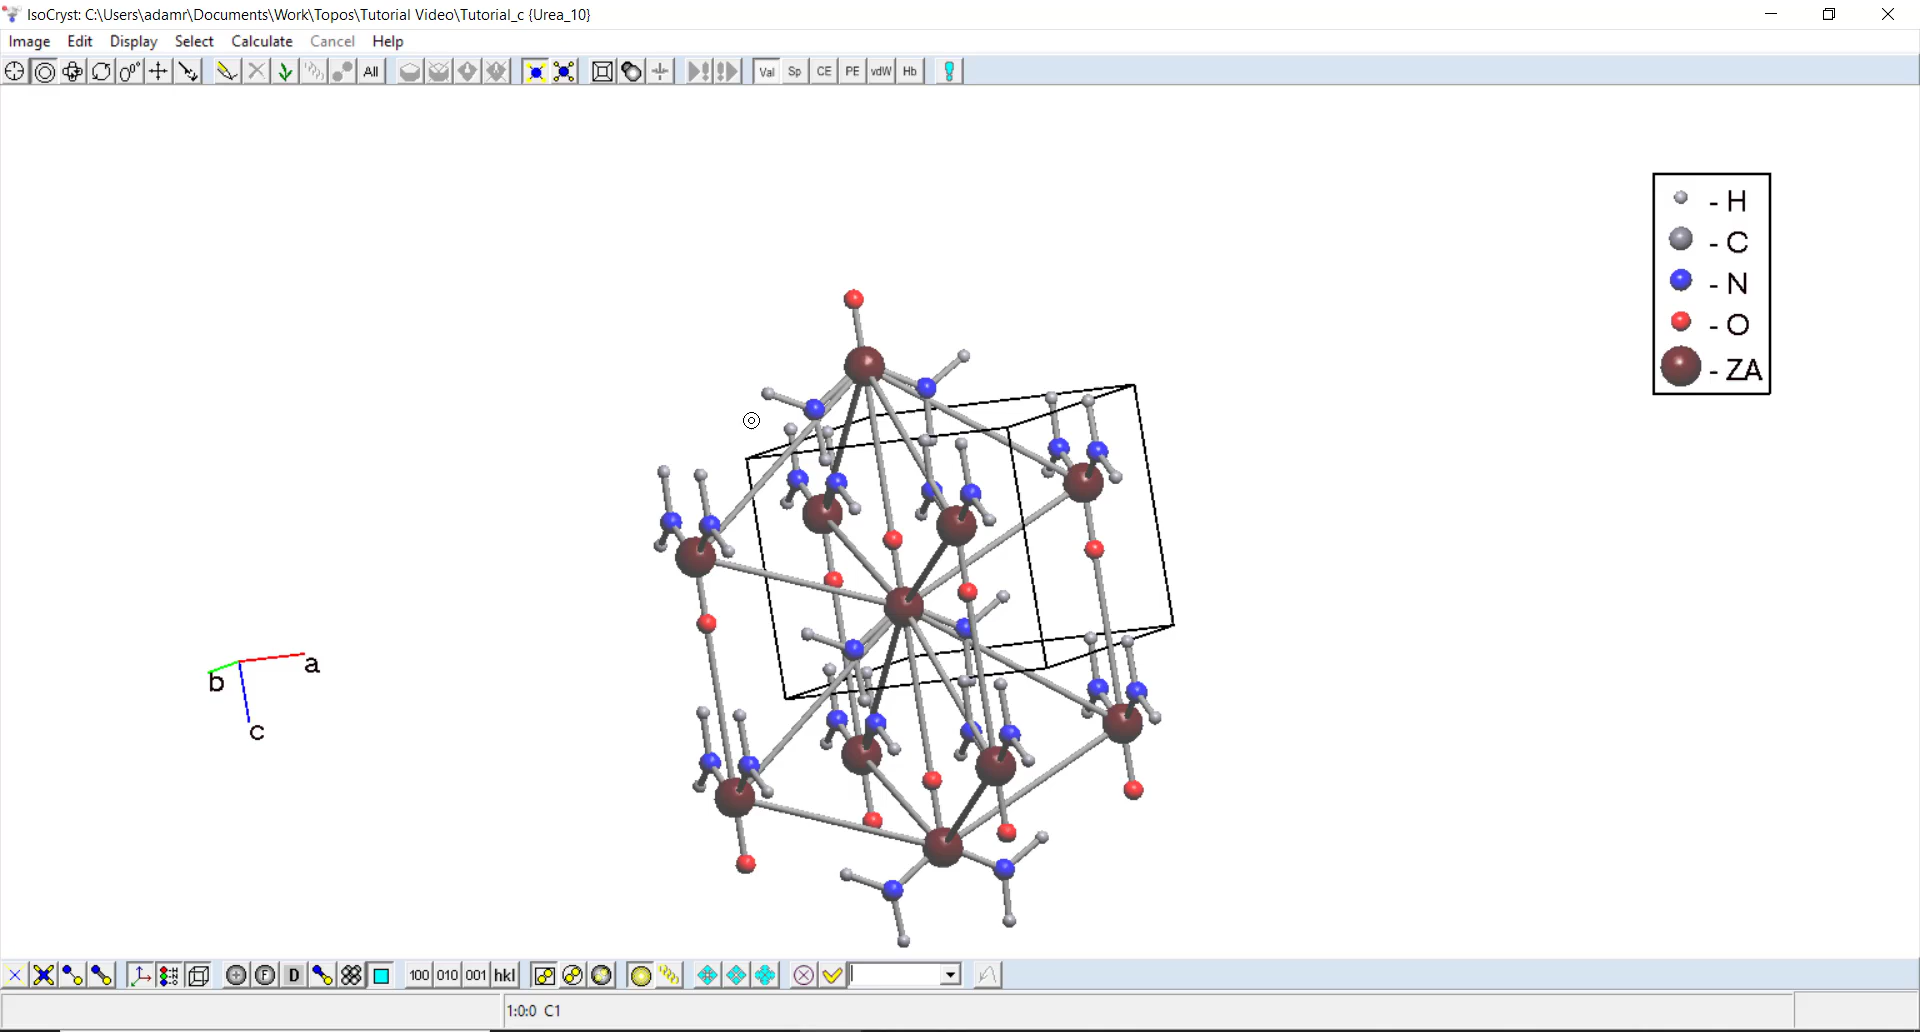 IsoCryst: C:\Users\adamr\Documents\Work\Topos\Tutorial Video\Tutorial_c {Urea_10}
Image Edit Display Select Calculate Cancel Help
All Val Sp CE PE vdW Hb
- H
- C
- N
- O
- ZA
a
b
c
F D 100 010 001 hkl
1:0:0 C1